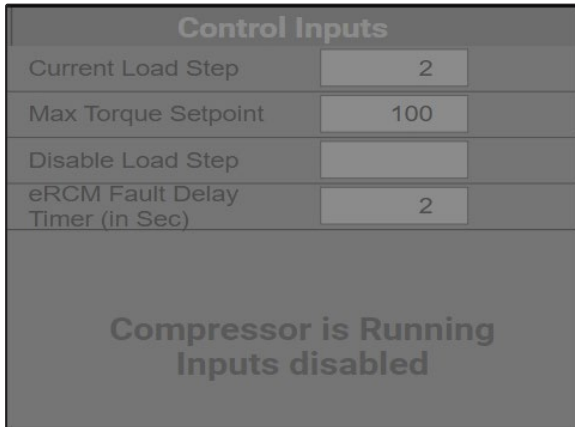 Control Inputs
Current Load Step 2
Max Torque Setpoint 100
Disable Load Step
eRCM Fault Delay
Timer (in Sec) 2
Compressor is Running
Inputs disabled